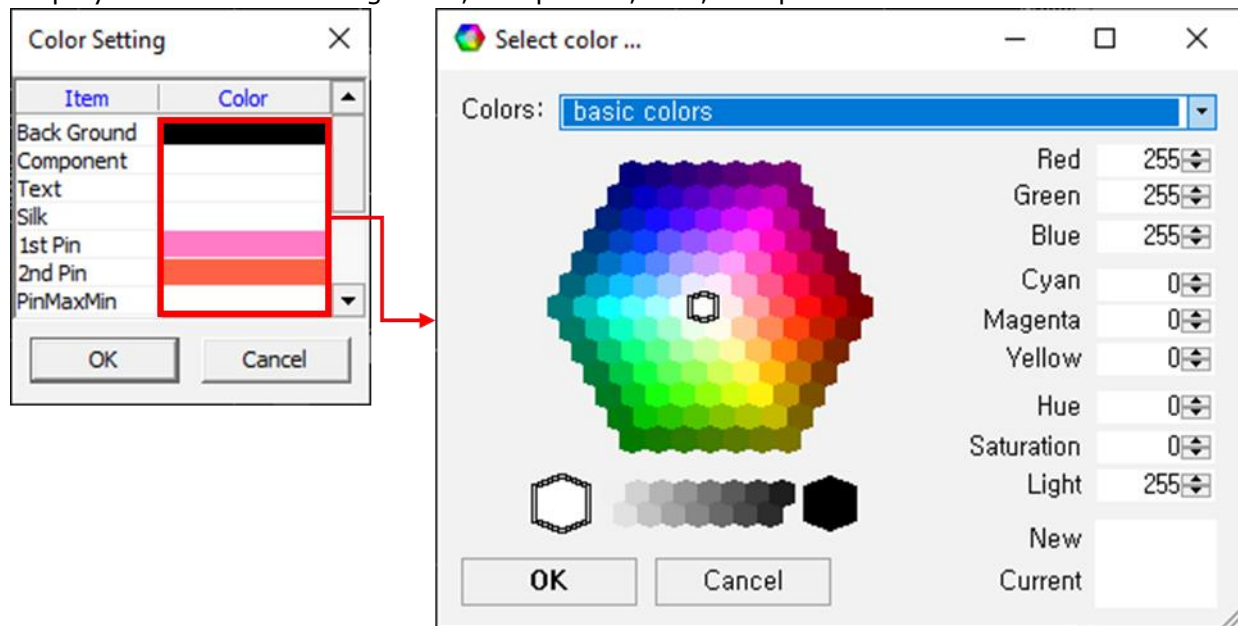 Color Setting
Item Color
Back Ground
Component
Text
Silk
1st Pin
2nd Pin
PinMaxMin
OK Cancel
Select color ...
Colors: basic colors
Red 255
Green 255
Blue 255
Cyan 0
Magenta 0
Yellow 0
Hue 0
Saturation 0
Light 255
New
Current
OK Cancel